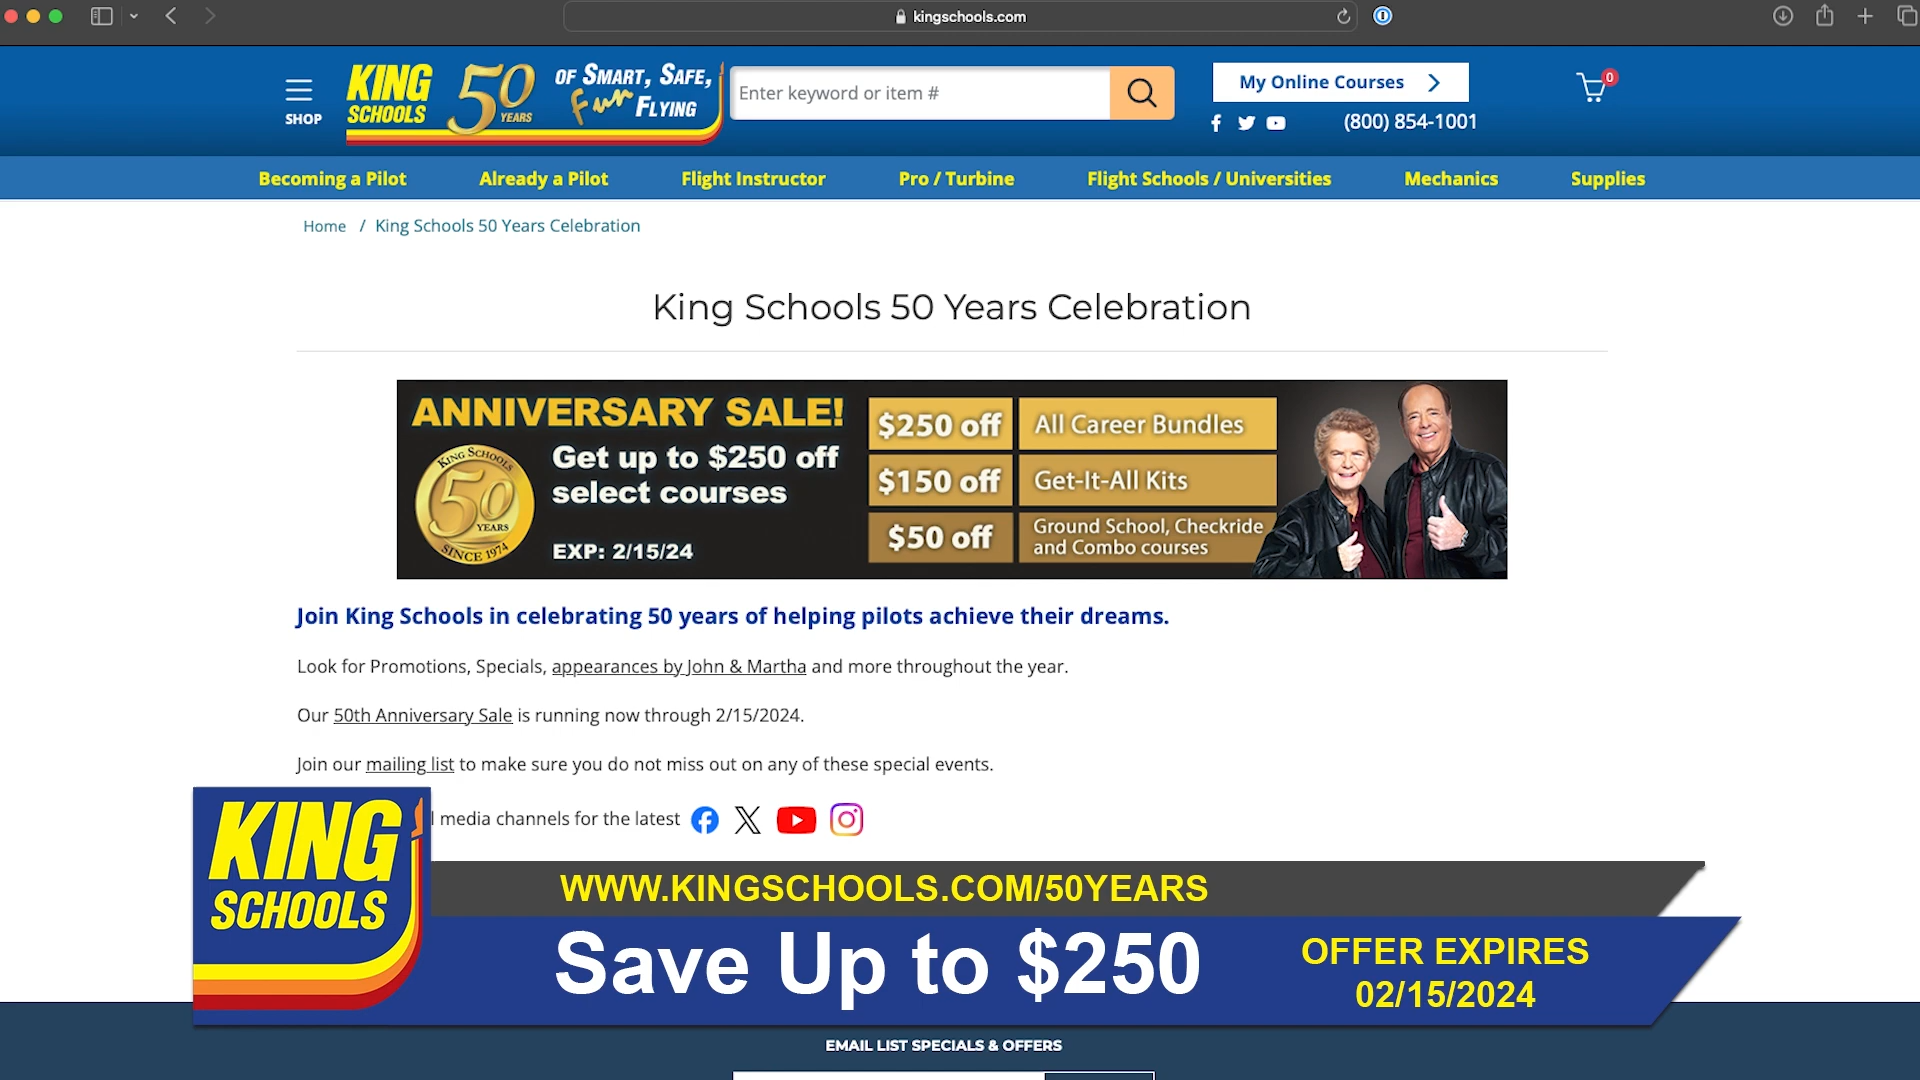 kingschools.com
SHOP
KING
SCHOOLS
50
YEARS
OF SMART, SAFE,
Fun FLYING
Enter keyword or item #
My Online Courses
(800) 854-1001
0
Becoming a Pilot
Already a Pilot
Flight Instructor
Pro / Turbine
Flight Schools / Universities
Mechanics
Supplies
Home / King Schools 50 Years Celebration
King Schools 50 Years Celebration
ANNIVERSARY SALE!
KING SCHOOLS
50
YEARS
SINCE 1974
Get up to $250 off
select courses
EXP: 2/15/24
$250 off All Career Bundles
$150 off Get-It-All Kits
$50 off Ground School, Checkride
and Combo courses
Join King Schools in celebrating 50 years of helping pilots achieve their dreams.
Look for Promotions, Specials, appearances by John & Martha and more throughout the year.
Our 50th Anniversary Sale is running now through 2/15/2024.
Join our mailing list to make sure you do not miss out on any of these special events.
media channels for the latest
KING
SCHOOLS
WWW.KINGSCHOOLS.COM/50YEARS
Save Up to $250
OFFER EXPIRES
02/15/2024
EMAIL LIST SPECIALS & OFFERS